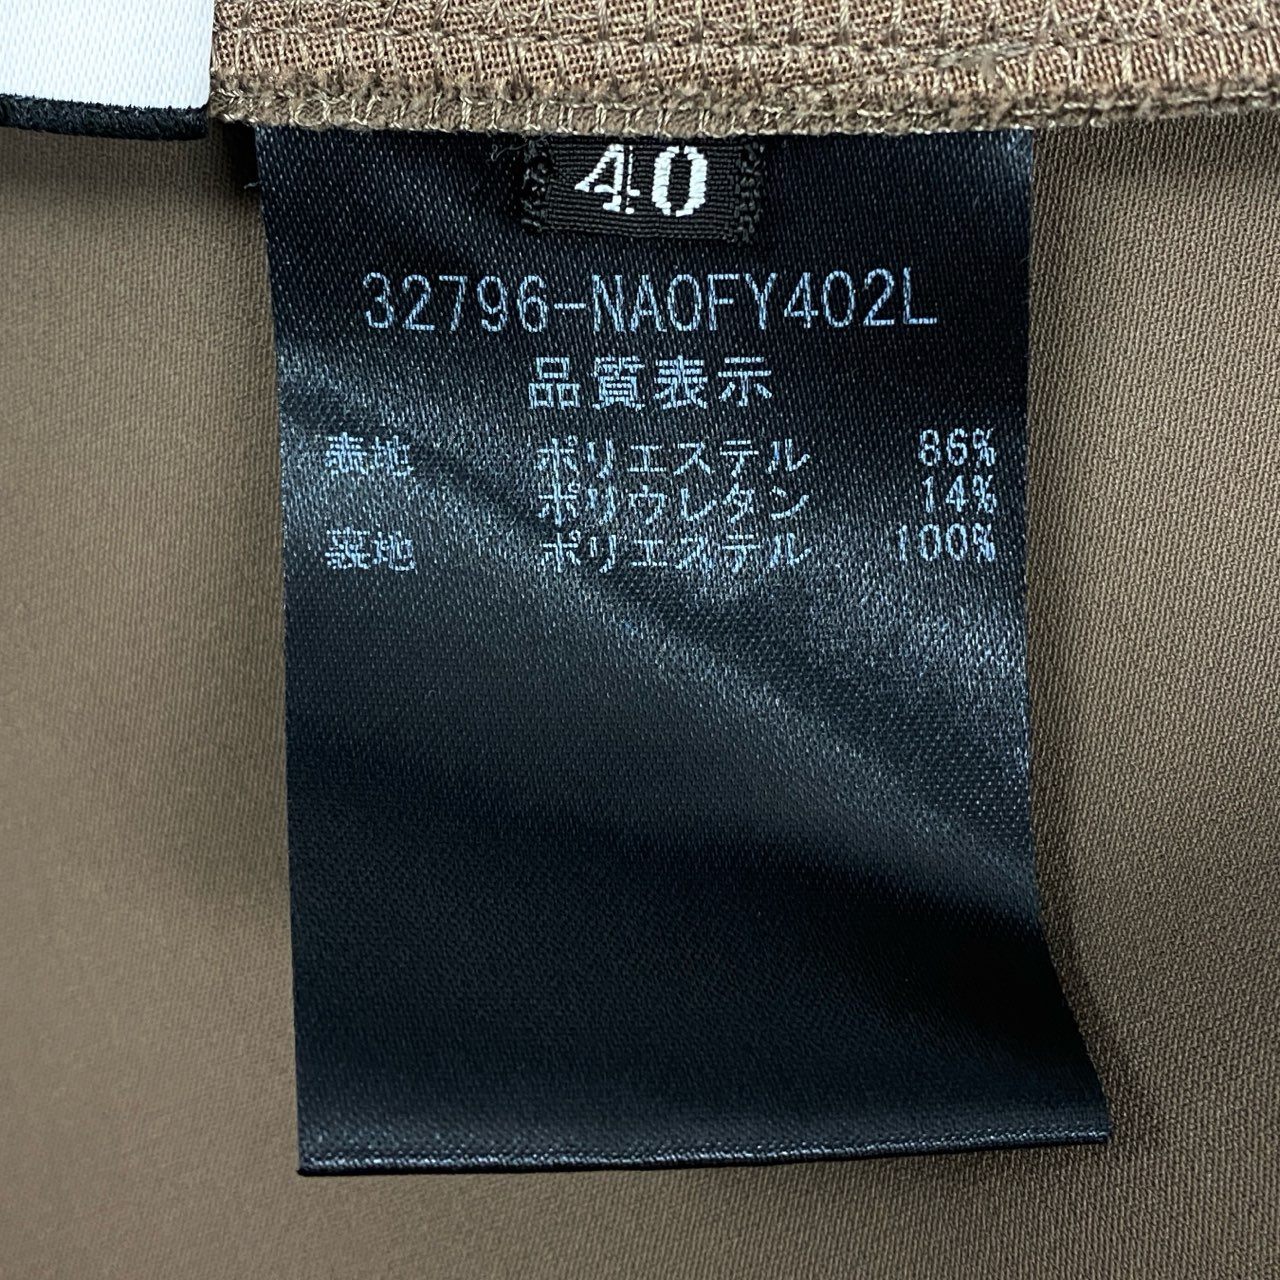 40
32796-NA0FY402L
品質表示
表地 ポリエステル 86%
ポリウレタン 14%
裏地 ポリエステル 100%